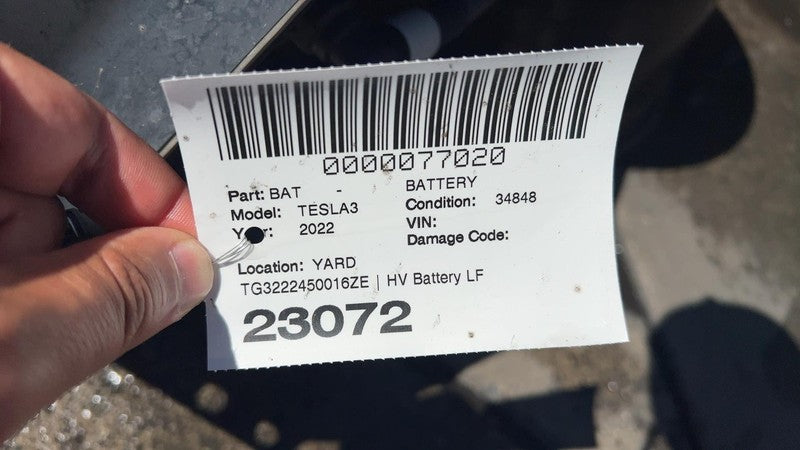 0000077020
Part: BAT - BATTERY
Model: TESLA3 Condition: 34848
Year: 2022 VIN:
Damage Code:
Location: YARD
TG3222450016ZE | HV Battery LF
23072